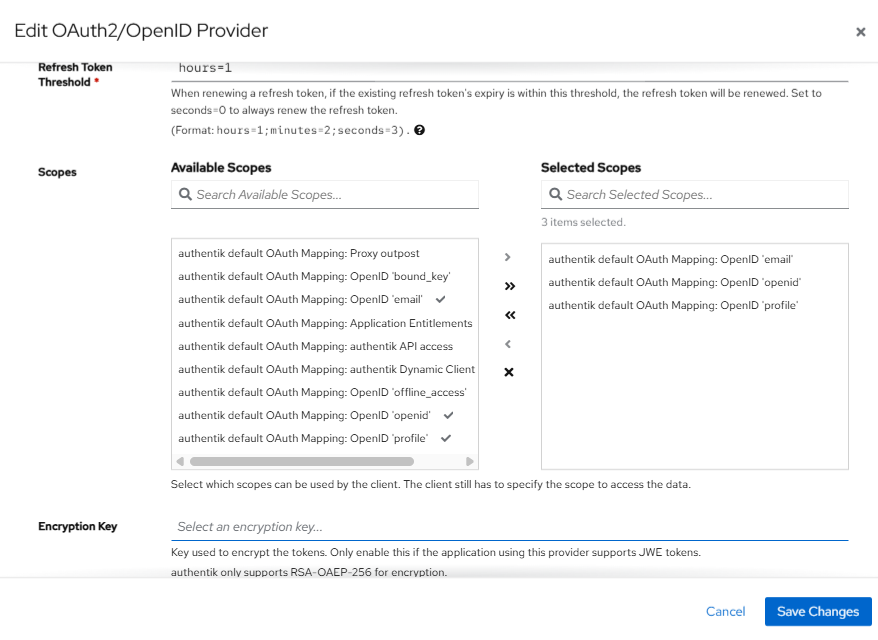 Edit OAuth2/OpenID Provider
Refresh Token
Threshold *
hours=1
When renewing a refresh token, if the existing refresh token's expiry is within this threshold, the refresh token will be renewed. Set to
seconds=0 to always renew the refresh token.
(Format: hours=1;minutes=2;seconds=3).
Scopes
Available Scopes
Search Available Scopes...
authentik default OAuth Mapping: Proxy outpost
authentik default OAuth Mapping: OpenID 'bound_key'
authentik default OAuth Mapping: OpenID 'email'
authentik default OAuth Mapping: Application Entitlements
authentik default OAuth Mapping: authentik API access
authentik default OAuth Mapping: authentik Dynamic Client
authentik default OAuth Mapping: OpenID 'offline_access'
authentik default OAuth Mapping: OpenID 'openid'
authentik default OAuth Mapping: OpenID 'profile'
Selected Scopes
Search Selected Scopes...
3 items selected.
authentik default OAuth Mapping: OpenID 'email'
authentik default OAuth Mapping: OpenID 'openid'
authentik default OAuth Mapping: OpenID 'profile'
Select which scopes can be used by the client. The client still has to specify the scope to access the data.
Encryption Key
Select an encryption key...
Key used to encrypt the tokens. Only enable this if the application using this provider supports JWE tokens.
authentik only supports RSA-OAEP-256 for encryption.
Cancel
Save Changes